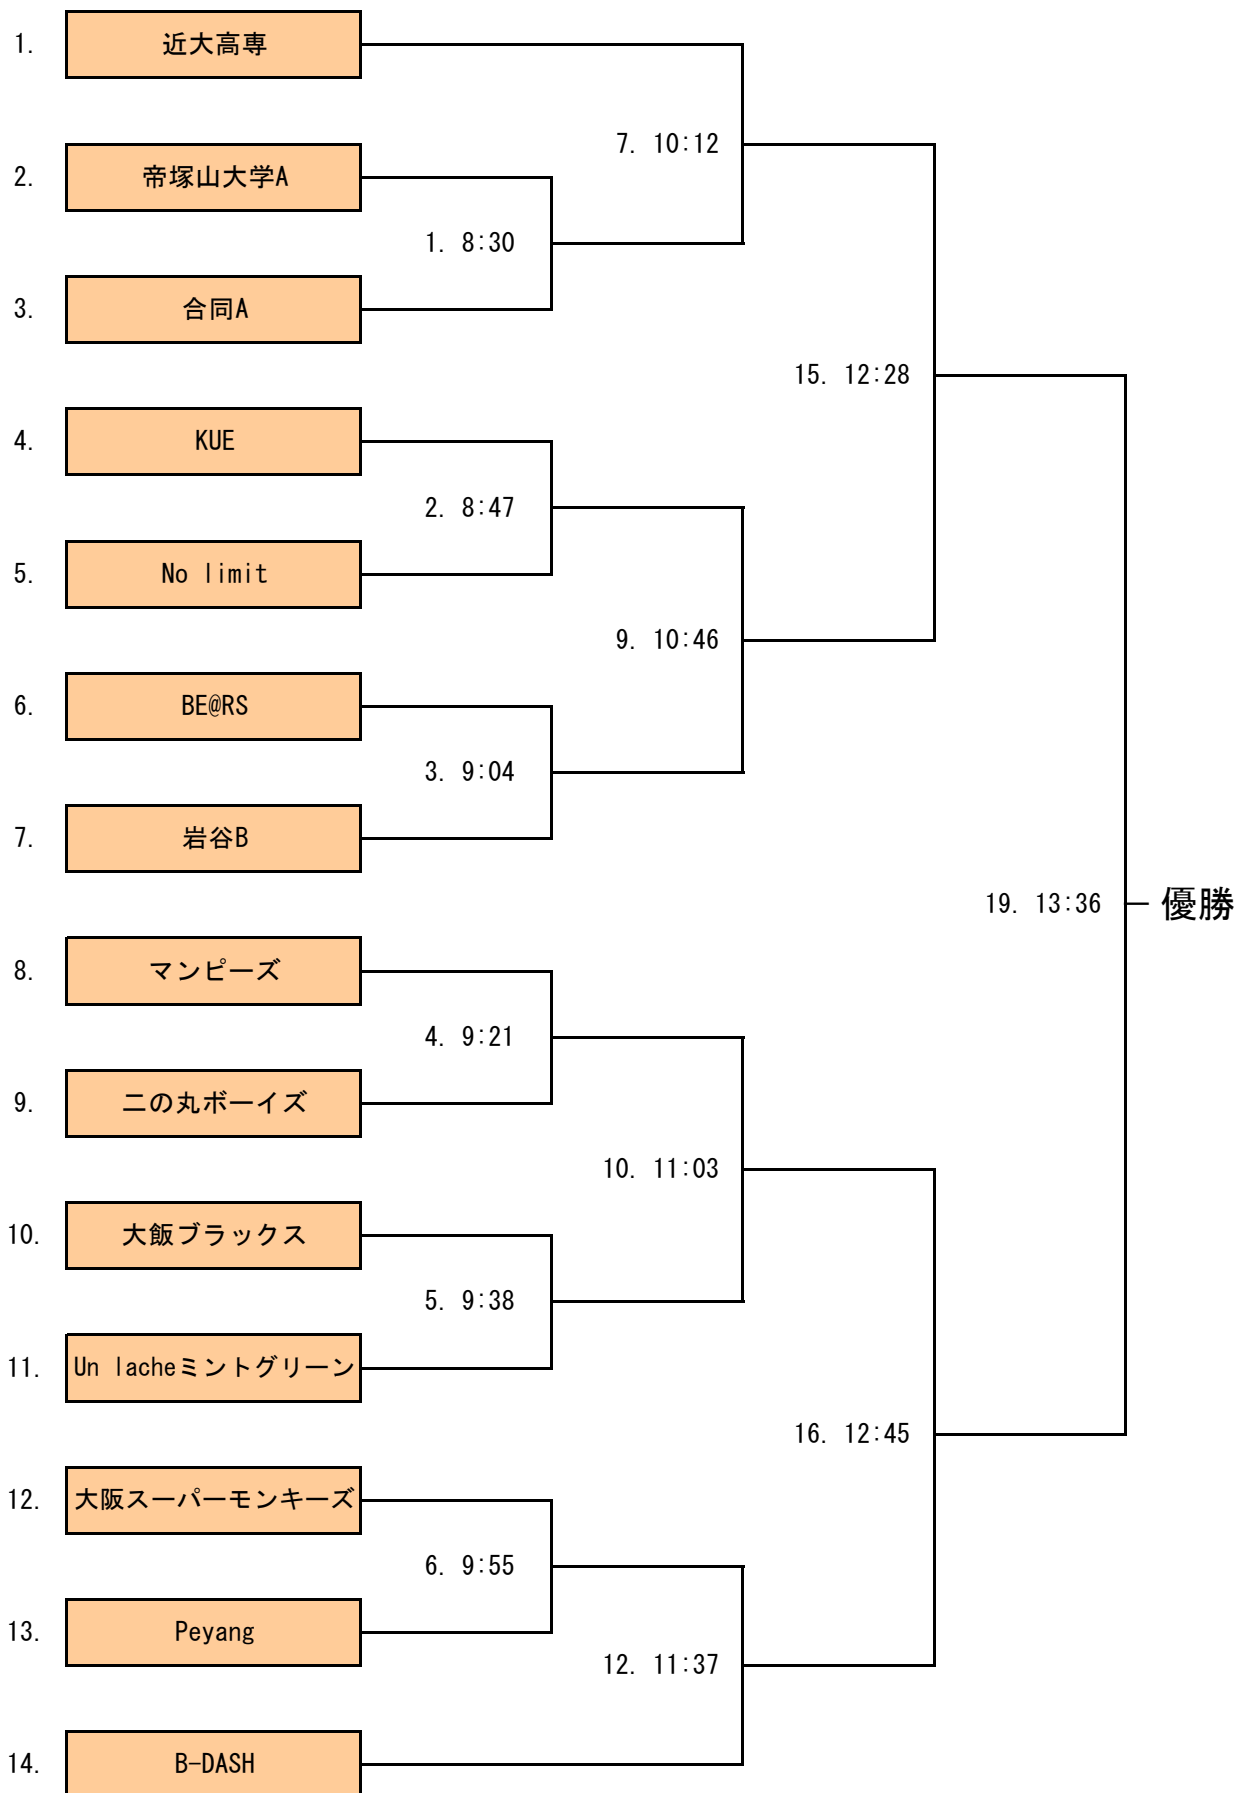 1. 近大高専
7. 10:12
2. 帝塚山大学A
1. 8:30
3. 合同A
15. 12:28
4. KUE
2. 8:47
5. No limit
9. 10:46
6. BE@RS
3. 9:04
7. 岩谷B
19. 13:36 優勝
8. マンピーズ
4. 9:21
9. 二の丸ボーイズ
10. 11:03
10. 大飯ブラックス
5. 9:38
11. Un lacheミントグリーン
16. 12:45
12. 大阪スーパーモンキーズ
6. 9:55
13. Peyang
12. 11:37
14. B-DASH